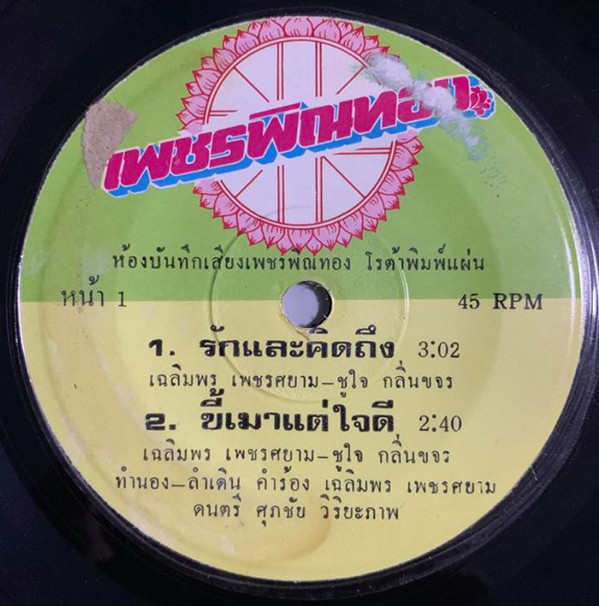 เพชรพิณทอง
ห้องบันทึกเสียงเพชรพิณทอง โรต้าพิมพ์แผ่น
หน้า 1
45 RPM
1. รักและคิดถึง 3:02
เฉลิมพร เพชรศยาม-ชูใจ กลิ่นขจร
2. ขี้เมาแต่ใจดี 2:40
เฉลิมพร เพชรศยาม-ชูใจ กลิ่นขจร
ทำนอง-ลำเดิน คำร้อง เฉลิมพร เพชรศยาม
ดนตรี ศุภชัย วิริยะภาพ